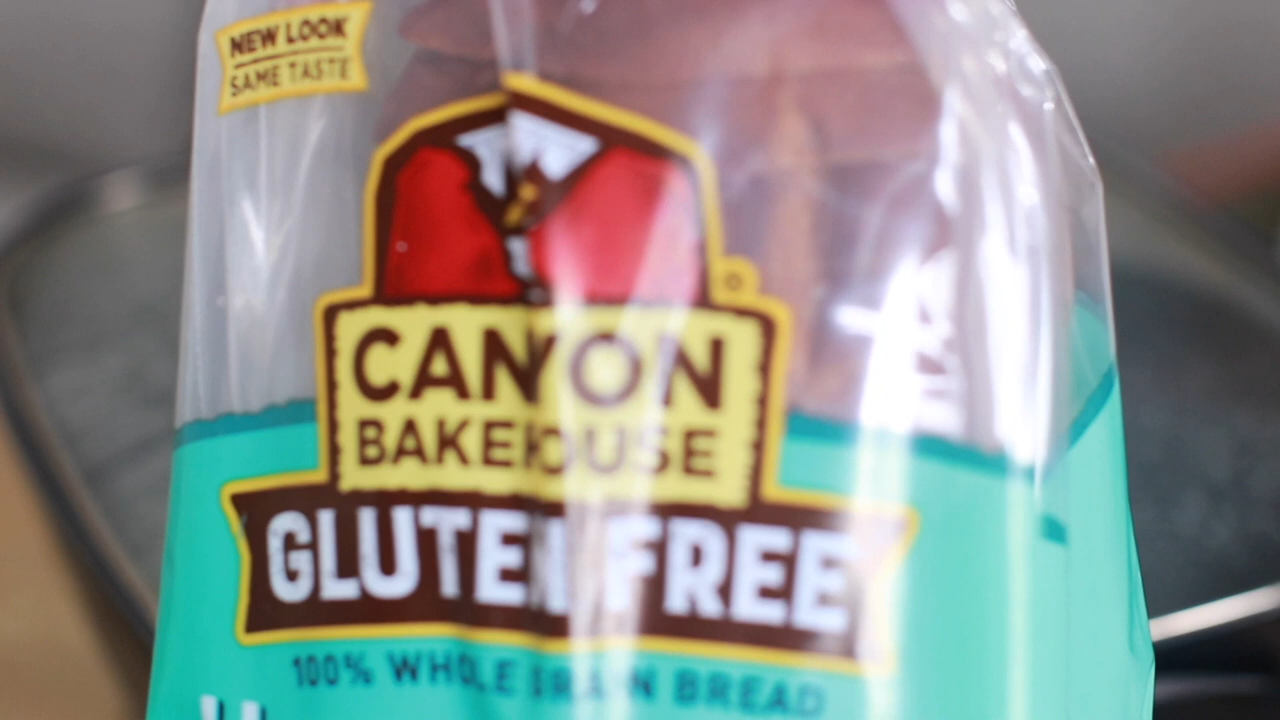 NEW LOOK
SAME TASTE
CANYON
BAKEHOUSE
GLUTEN FREE
100% WHOLE GRAIN BREAD